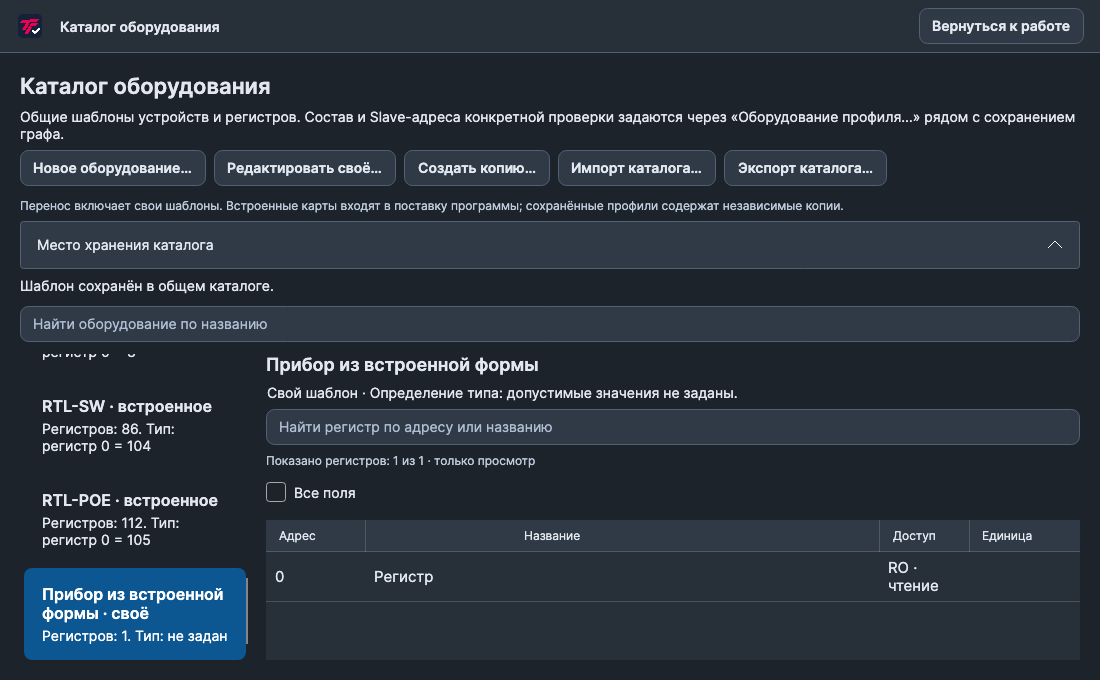 Каталог оборудования
Вернуться к работе
Каталог оборудования
Общие шаблоны устройств и регистров. Состав и Slave-адреса конкретной проверки задаются через «Оборудование профиля...» рядом с сохранением
графа.
Новое оборудование...
Редактировать своё...
Создать копию...
Импорт каталога...
Экспорт каталога...
Перенос включает свои шаблоны. Встроенные карты входят в поставку программы; сохранённые профили содержат независимые копии.
Место хранения каталога
Шаблон сохранён в общем каталоге.
Найти оборудование по названию
RTL-SW · встроенное
Регистров: 86. Тип:
регистр 0 = 104
RTL-POE · встроенное
Регистров: 112. Тип:
регистр 0 = 105
Прибор из встроенной
формы · своё
Регистров: 1. Тип: не задан
Прибор из встроенной формы
Свой шаблон · Определение типа: допустимые значения не заданы.
Найти регистр по адресу или названию
Показано регистров: 1 из 1 · только просмотр
Все поля
Адрес Название Доступ Единица
0 Регистр RO ·
чтение